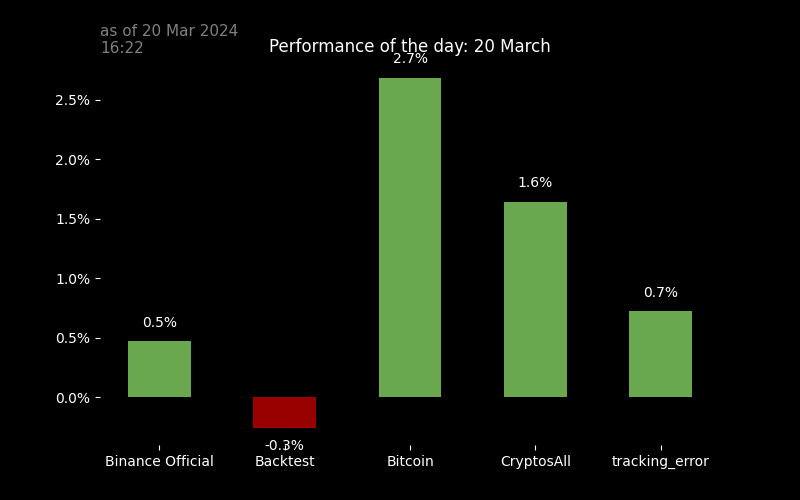 as of 20 Mar 2024
16:22
Performance of the day: 20 March
2.7%
2.5%
2.0%
1.6%
1.5%
1.0%
0.7%
0.5%
0.5%
0.0%
-0.3%
Binance Official
Backtest
Bitcoin
CryptosAll
tracking_error